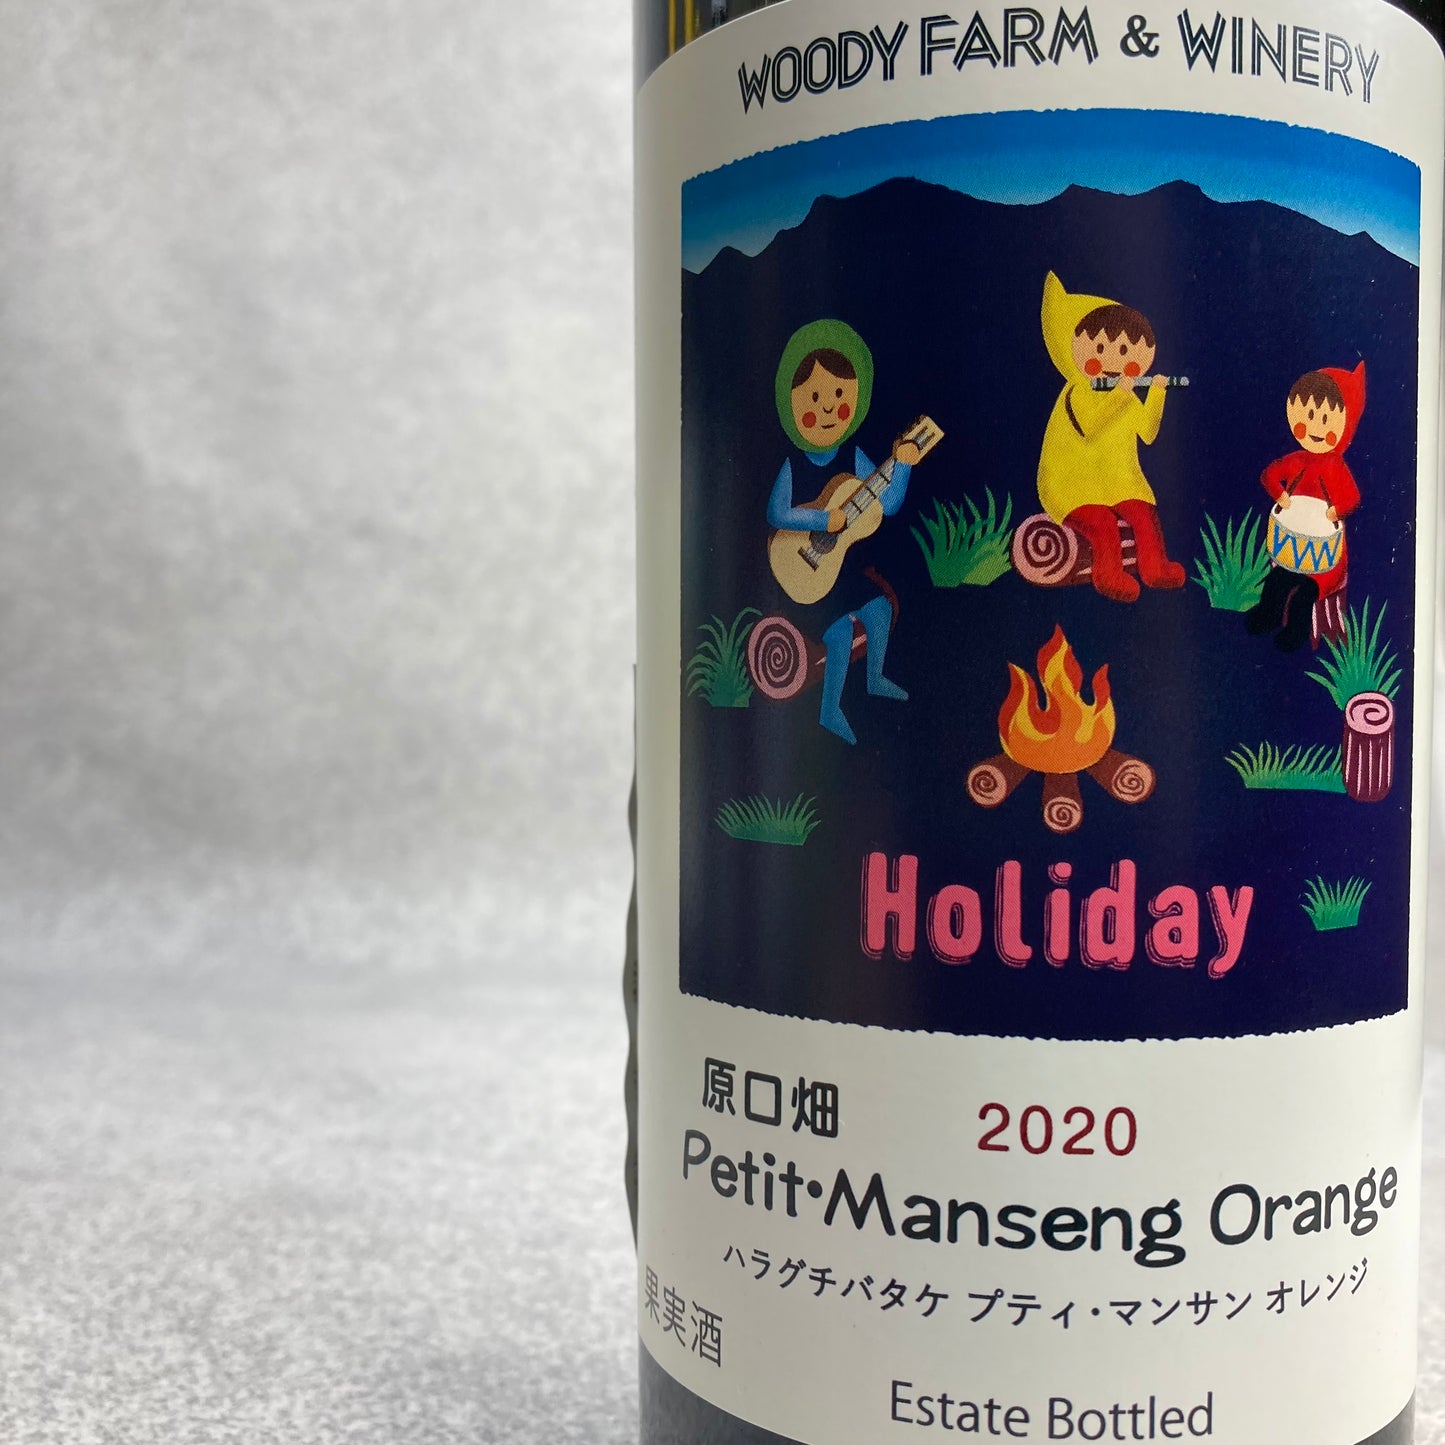 WOODY FARM & WINERY
Holiday
原口畑
2020
Petit・Manseng Orange
ハラグチバタケ プティ・マンサン オレンジ
果実酒
Estate Bottled